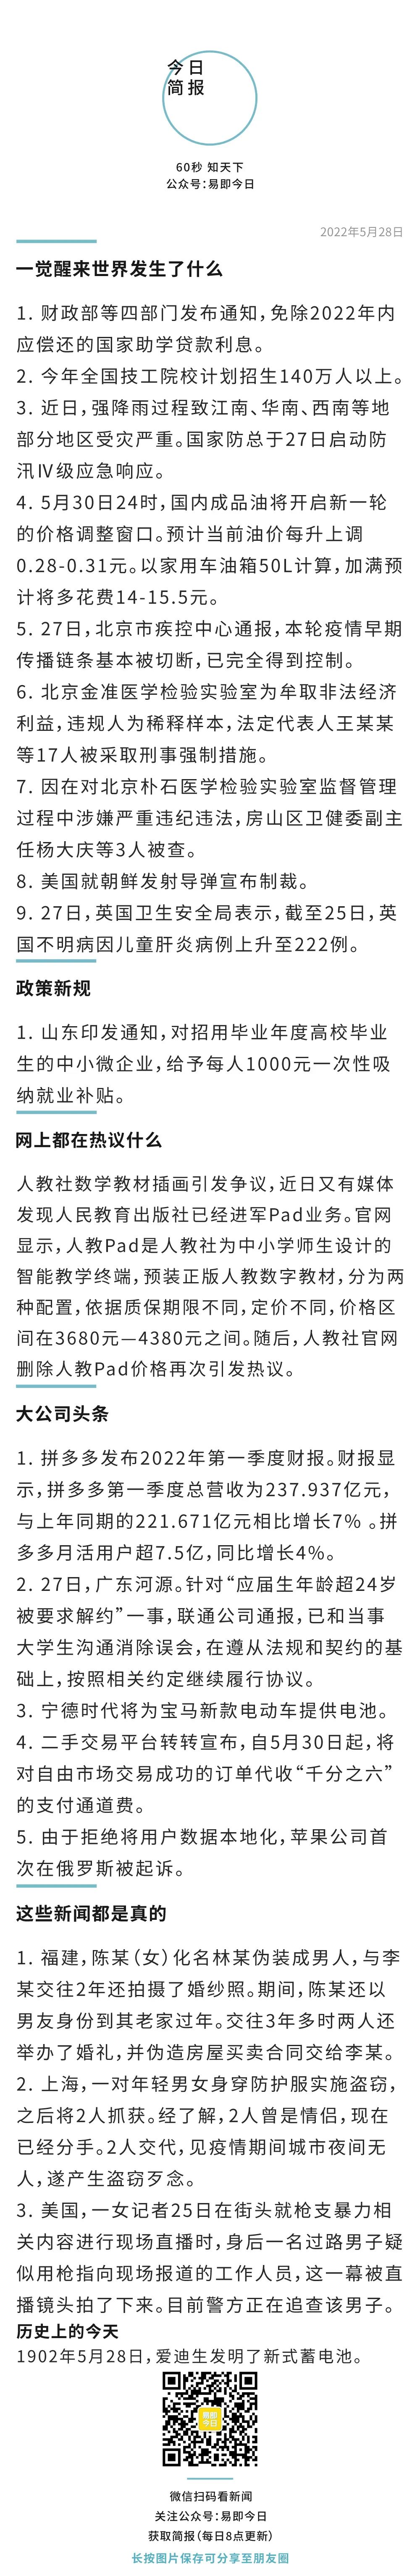 今日
简报
60秒 知天下
公众号：易即今日
2022年5月28日
一觉醒来世界发生了什么
1. 财政部等四部门发布通知，免除2022年内
应偿还的国家助学贷款利息。
2. 今年全国技工院校计划招生140万人以上。
3. 近日，强降雨过程致江南、华南、西南等地
部分地区受灾严重。国家防总于27日启动防
汛Ⅳ级应急响应。
4. 5月30日24时，国内成品油将开启新一轮
的价格调整窗口。预计当前油价每升上调
0.28-0.31元。以家用车油箱50L计算，加满预
计将多花费14-15.5元。
5. 27日，北京市疾控中心通报，本轮疫情早期
传播链条基本被切断，已完全得到控制。
6. 北京金准医学检验实验室为牟取非法经济
利益，违规人为稀释样本，法定代表人王某某
等17人被采取刑事强制措施。
7. 因在对北京朴石医学检验实验室监督管理
过程中涉嫌严重违纪违法，房山区卫健委副主
任杨大庆等3人被查。
8. 美国就朝鲜发射导弹宣布制裁。
9. 27日，英国卫生安全局表示，截至25日，英
国不明病因儿童肝炎病例上升至222例。
政策新规
1. 山东印发通知，对招用毕业年度高校毕业
生的中小微企业，给予每人1000元一次性吸
纳就业补贴。
网上都在热议什么
人教社数学教材插画引发争议，近日又有媒体
发现人民教育出版社已经进军Pad业务。官网
显示，人教Pad是人教社为中小学师生设计的
智能教学终端，预装正版人教数字教材，分为两
种配置，依据质保期限不同，定价不同，价格区
间在3680元—4380元之间。随后，人教社官网
删除人教Pad价格再次引发热议。
大公司头条
1. 拼多多发布2022年第一季度财报。财报显
示，拼多多第一季度总营收为237.937亿元，
与上年同期的221.671亿元相比增长7% 。拼
多多月活用户超7.5亿，同比增长4%。
2. 27日，广东河源。针对“应届生年龄超24岁
被要求解约”一事，联通公司通报，已和当事
大学生沟通消除误会，在遵从法规和契约的基
础上，按照相关约定继续履行协议。
3. 宁德时代将为宝马新款电动车提供电池。
4. 二手交易平台转转宣布，自5月30日起，将
对自由市场交易成功的订单代收“千分之六”
的支付通道费。
5. 由于拒绝将用户数据本地化，苹果公司首
次在俄罗斯被起诉。
这些新闻都是真的
1. 福建，陈某（女）化名林某伪装成男人，与李
某交往2年还拍摄了婚纱照。期间，陈某还以
男友身份到其老家过年。交往3年多时两人还
举办了婚礼，并伪造房屋买卖合同交给李某。
2. 上海，一对年轻男女身穿防护服实施盗窃，
之后将2人抓获。经了解，2人曾是情侣，现在
已经分手。2人交代，见疫情期间城市夜间无
人，遂产生盗窃歹念。
3. 美国，一女记者25日在街头就枪支暴力相
关内容进行现场直播时，身后一名过路男子疑
似用枪指向现场报道的工作人员，这一幕被直
播镜头拍了下来。目前警方正在追查该男子。
历史上的今天
1902年5月28日，爱迪生发明了新式蓄电池。
易即
今日
微信扫码看新闻
关注公众号：易即今日
获取简报（每日8点更新）
长按图片保存可分享至朋友圈